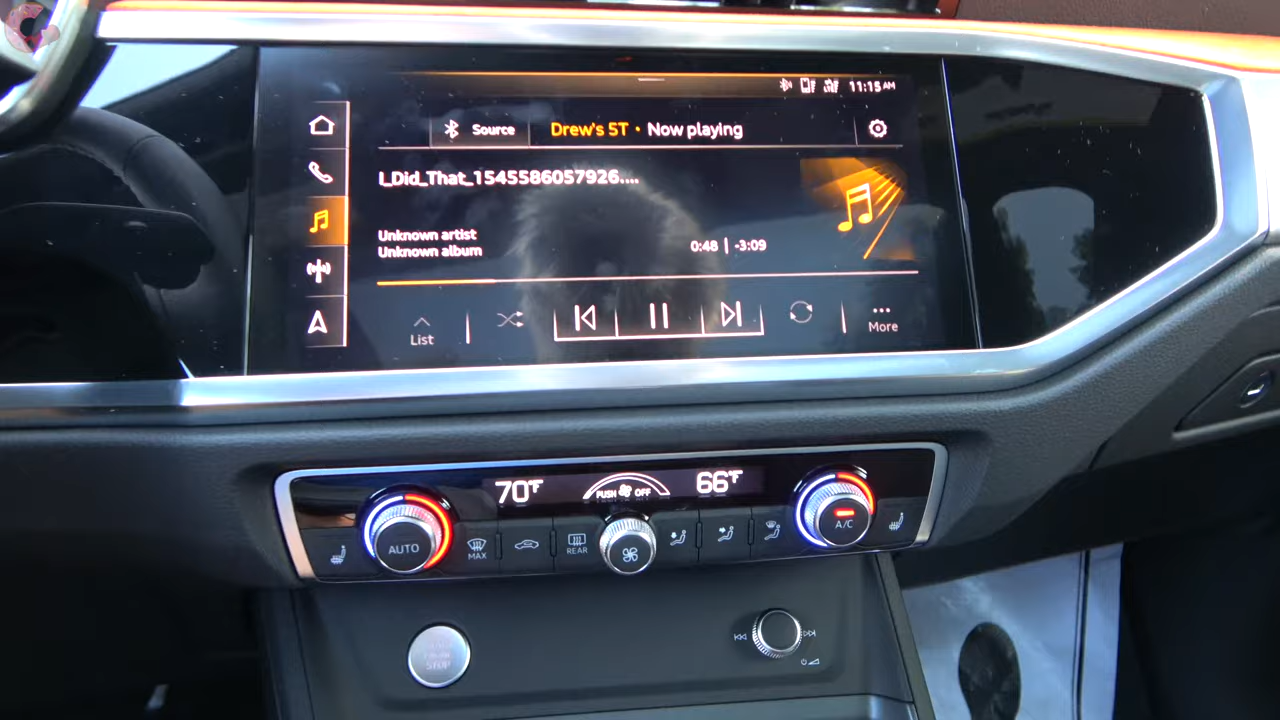 11:15 AM
Source
Drew's 5T • Now playing
I_Did_That_1545586057926....
Unknown artist
Unknown album
0:48 | -3:09
List
More
70°F
PUSH OFF
66°F
AUTO
MAX
REAR
A/C
STOP